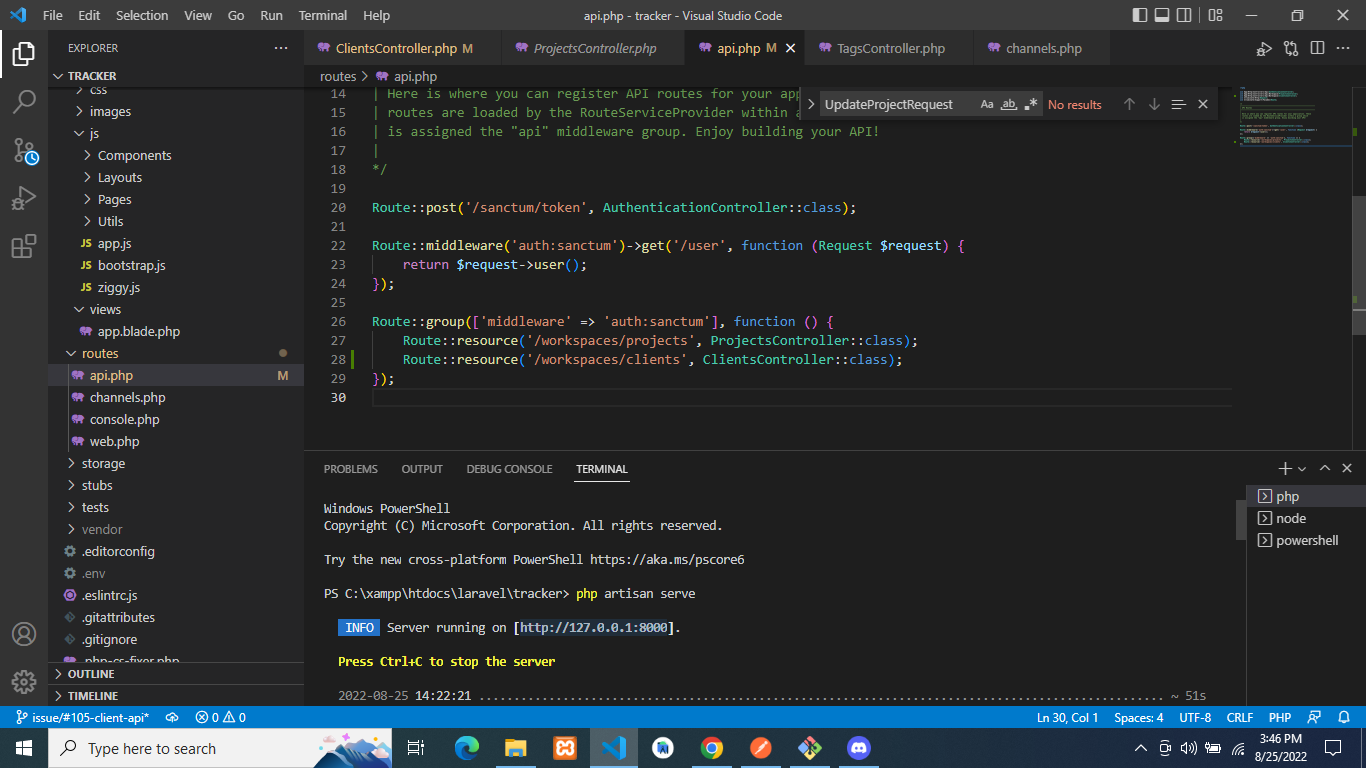 File Edit Selection View Go Run Terminal Help
api.php - tracker - Visual Studio Code
EXPLORER
TRACKER
css
images
js
Components
Layouts
Pages
Utils
JS app.js
JS bootstrap.js
JS ziggy.js
views
app.blade.php
routes
api.php M
channels.php
console.php
web.php
storage
stubs
tests
vendor
.editorconfig
.env
.eslintrc.js
.gitattributes
.gitignore
.php-cs-fixer.php
OUTLINE
TIMELINE
ClientsController.php M
ProjectsController.php
api.php M
TagsController.php
channels.php
routes > api.php
UpdateProjectRequest Aa ab .* No results
14 | Here is where you can register API routes for your app
15 | routes are loaded by the RouteServiceProvider within a
16 | is assigned the "api" middleware group. Enjoy building your API!
17 |
18 */
19
20 Route::post('/sanctum/token', AuthenticationController::class);
21
22 Route::middleware('auth:sanctum')->get('/user', function (Request $request) {
23 return $request->user();
24 });
25
26 Route::group(['middleware' => 'auth:sanctum'], function () {
27 Route::resource('/workspaces/projects', ProjectsController::class);
28 Route::resource('/workspaces/clients', ClientsController::class);
29 });
30
PROBLEMS OUTPUT DEBUG CONSOLE TERMINAL
Windows PowerShell
Copyright (C) Microsoft Corporation. All rights reserved.
Try the new cross-platform PowerShell https://aka.ms/pscore6
PS C:\xampp\htdocs\laravel\tracker> php artisan serve
INFO Server running on [http://127.0.0.1:8000].
Press Ctrl+C to stop the server
2022-08-25 14:22:21 .................................................................................... ~ 51s
php
node
powershell
issue/#105-client-api* 0 0
Ln 30, Col 1 Spaces: 4 UTF-8 CRLF PHP
Type here to search
3:46 PM
8/25/2022